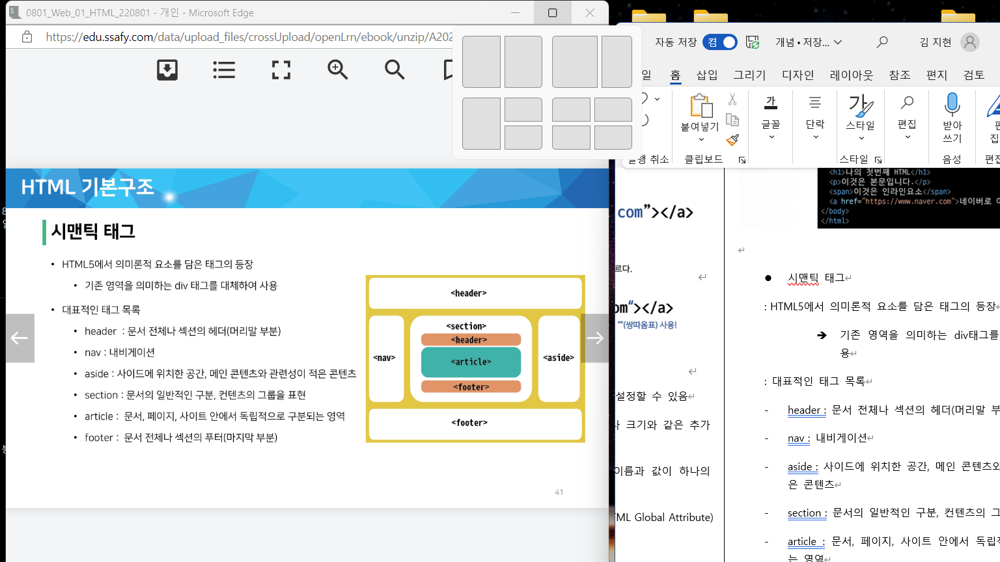 0801_Web_01_HTML_220801 - 개인 - Microsoft Edge
https://edu.ssafy.com/data/upload_files/crossUpload/openLrn/ebook/unzip/A202
HTML 기본구조
시맨틱 태그
• HTML5에서 의미론적 요소를 담은 태그의 등장
• 기존 영역을 의미하는 div 태그를 대체하여 사용
• 대표적인 태그 목록
• header : 문서 전체나 섹션의 헤더(머리말 부분)
• nav : 내비게이션
• aside : 사이드에 위치한 공간, 메인 콘텐츠와 관련성이 적은 콘텐츠
• section : 문서의 일반적인 구분, 컨텐츠의 그룹을 표현
• article : 문서, 페이지, 사이트 안에서 독립적으로 구분되는 영역
• footer : 문서 전체나 섹션의 푸터(마지막 부분)
<header>
<nav>
<section>
<header>
<article>
<footer>
<aside>
<footer>
41
자동 저장 켬 개념 • 저장... 김 지현
홈 삽입 그리기 디자인 레이아웃 참조 편지 검토
붙여넣기
글꼴
단락
스타일
편집
받아
쓰기
실행 취소 클립보드 스타일 음성
com”></a>
르다.
om“></a>
“”(쌍따옴표) 사용!
설정할 수 있음
크기와 같은 추가
이름과 값이 하나의
TML Global Attribute)
<h1>나의 첫번째 HTML</h1>
<p>이것은 본문입니다.</p>
<span>이것은 인라인요소</span>
<a href="https://www.naver.com">네이버로
</body>
</html>
● 시맨틱 태그
: HTML5에서 의미론적 요소를 담은 태그의 등장
➔ 기존 영역을 의미하는 div태그를
용
: 대표적인 태그 목록
- header : 문서 전체나 섹션의 헤더(머리말
- nav : 내비게이션
- aside : 사이드에 위치한 공간, 메인 콘텐츠와
은 콘텐츠
- section : 문서의 일반적인 구분, 컨텐츠의
- article : 문서, 페이지, 사이트 안에서
는 영역